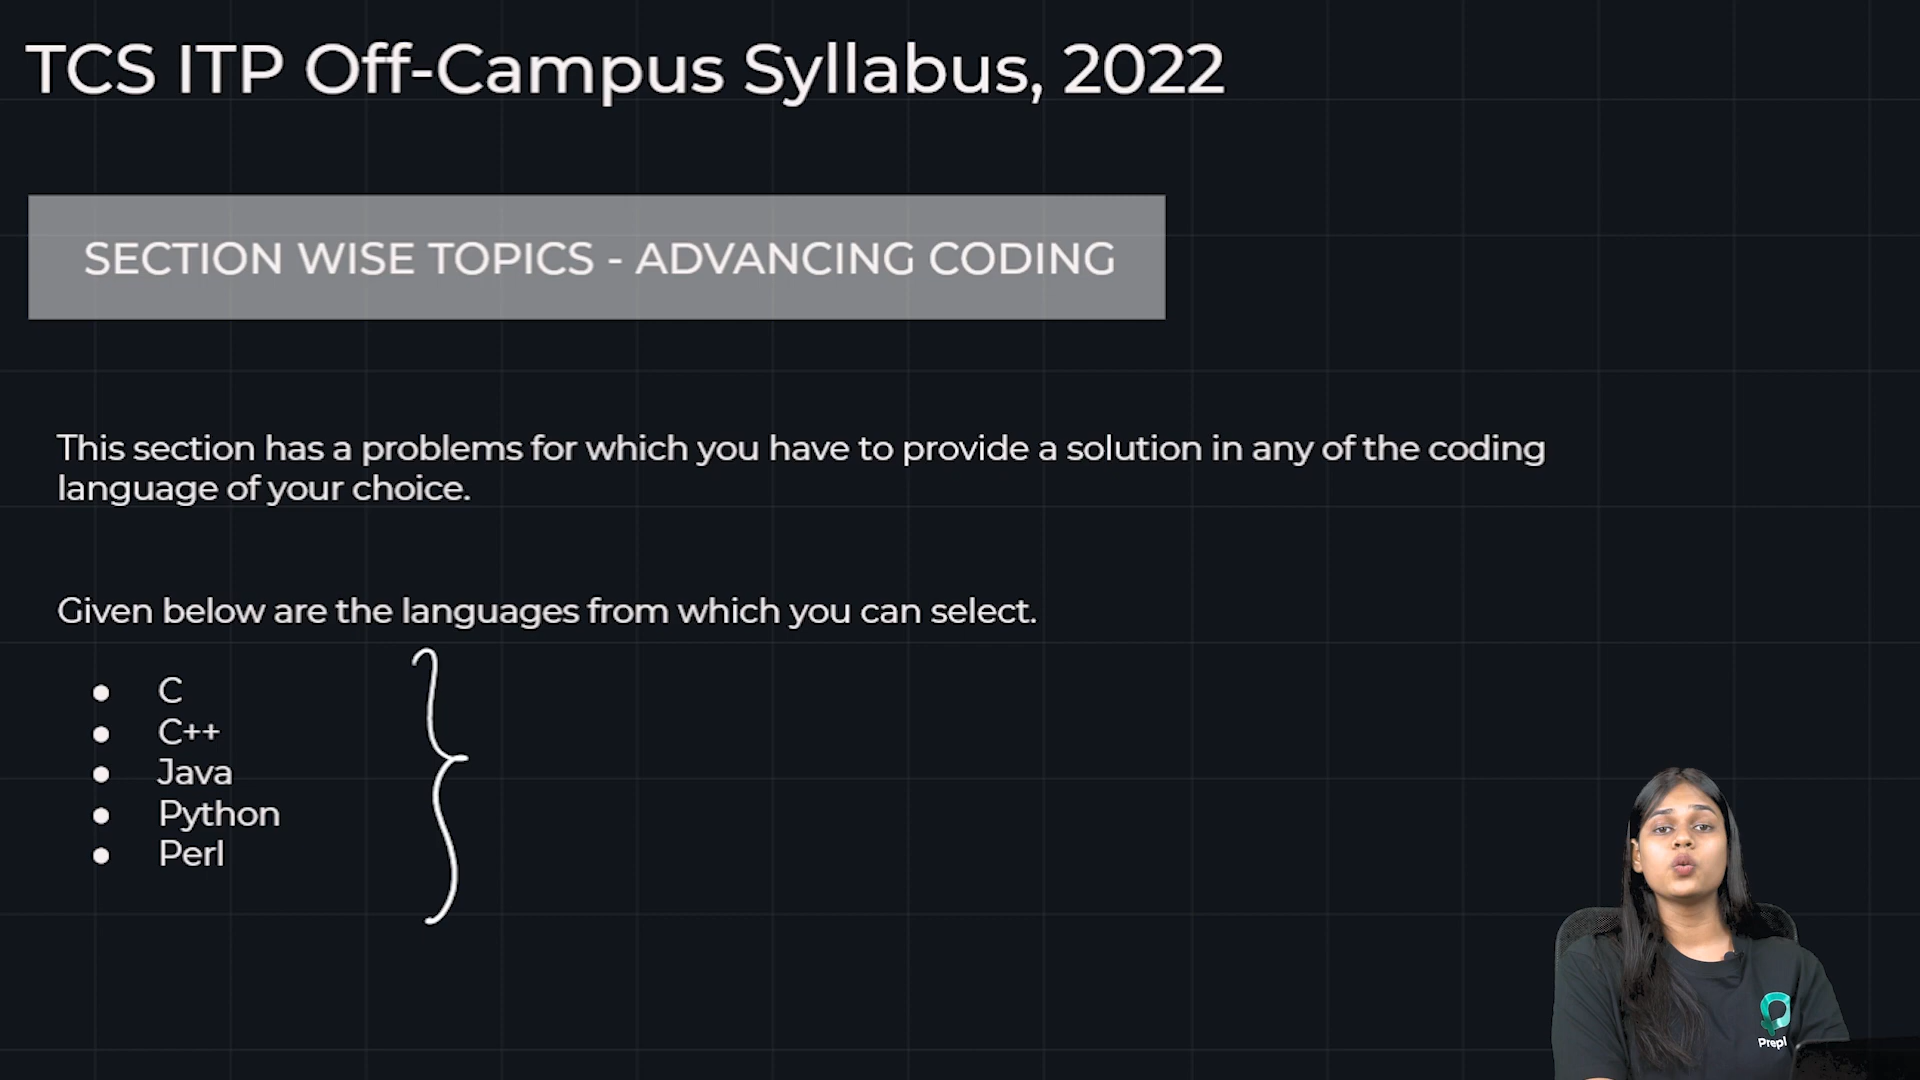 TCS ITP Off-Campus Syllabus, 2022
SECTION WISE TOPICS - ADVANCING CODING
This section has a problems for which you have to provide a solution in any of the coding
language of your choice.
Given below are the languages from which you can select.
● C
● C++
● Java
● Python
● Perl